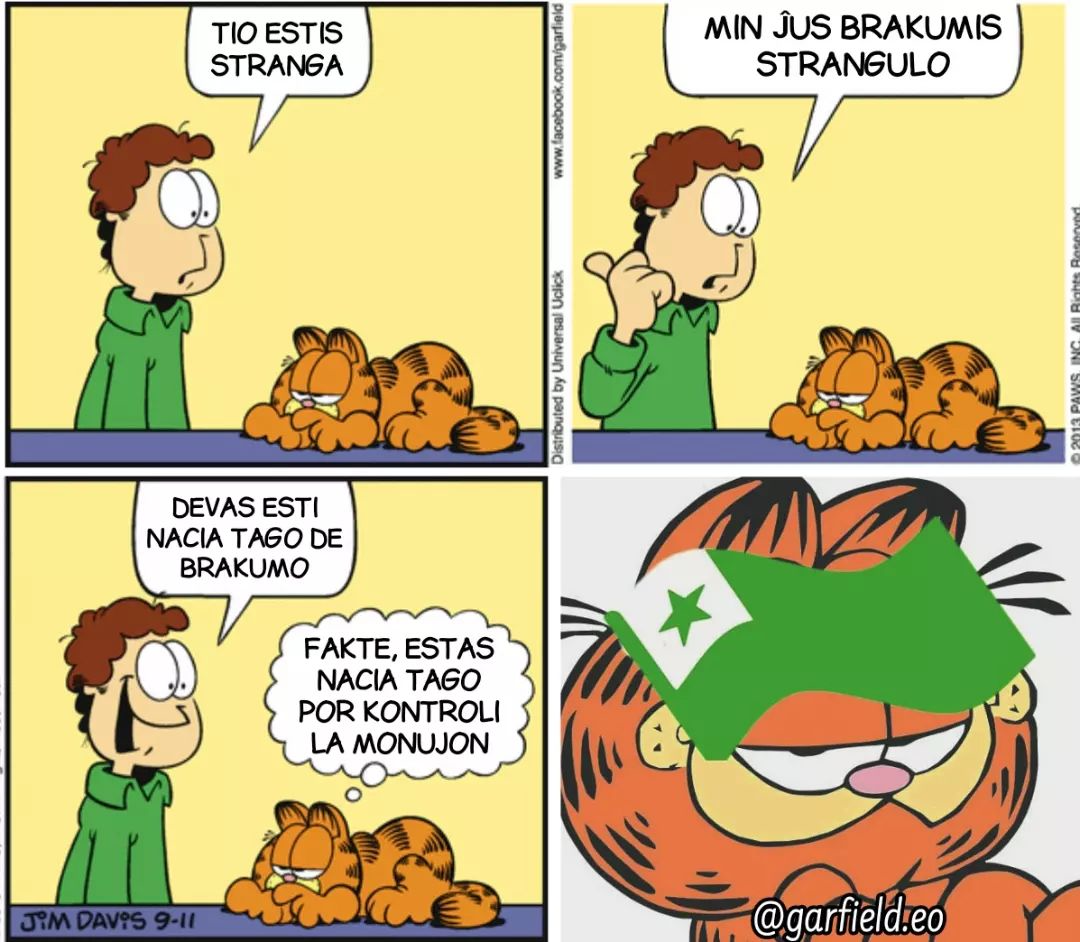 TIO ESTIS
STRANGA
www.facebook.com/garfield
Distributed by Universal Uclick
MIN ĴUS BRAKUMIS
STRANGULO
© 2013 PAWS, INC. All Rights Reserved.
DEVAS ESTI
NACIA TAGO DE
BRAKUMO
FAKTE, ESTAS
NACIA TAGO
POR KONTROLI
LA MONUJON
JIM DAVIS 9-11
@garfield.eo